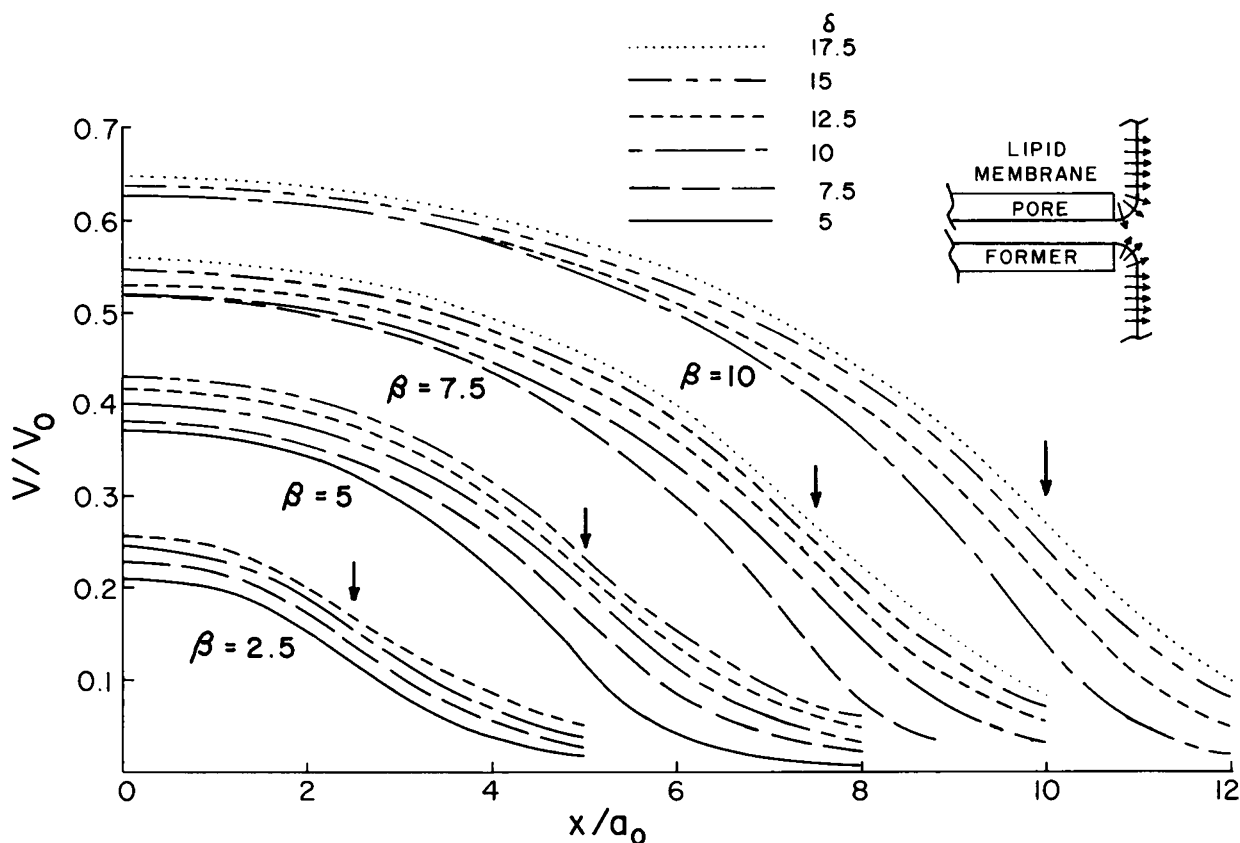 δ
17.5
15
12.5
10
7.5
5
LIPID
MEMBRANE
PORE
FORMER
0.7
0.6
0.5
0.4
0.3
0.2
0.1
V/V₀
β = 10
β = 7.5
β = 5
β = 2.5
0 2 4 6 8 10 12
x/a₀